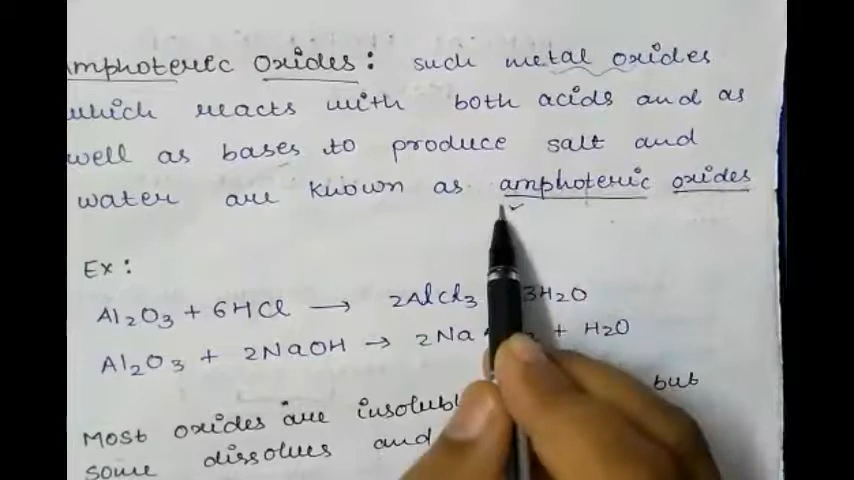 amphoteric Oxides : such metal oxides
which reacts with both acids and as
well as bases to produce salt and
water are known as amphoteric oxides
Ex :
Al2O3 + 6HCl → 2AlCl3 3H2O
Al2O3 + 2NaOH → 2Na + H2O
Most oxides are but
some dissolves and